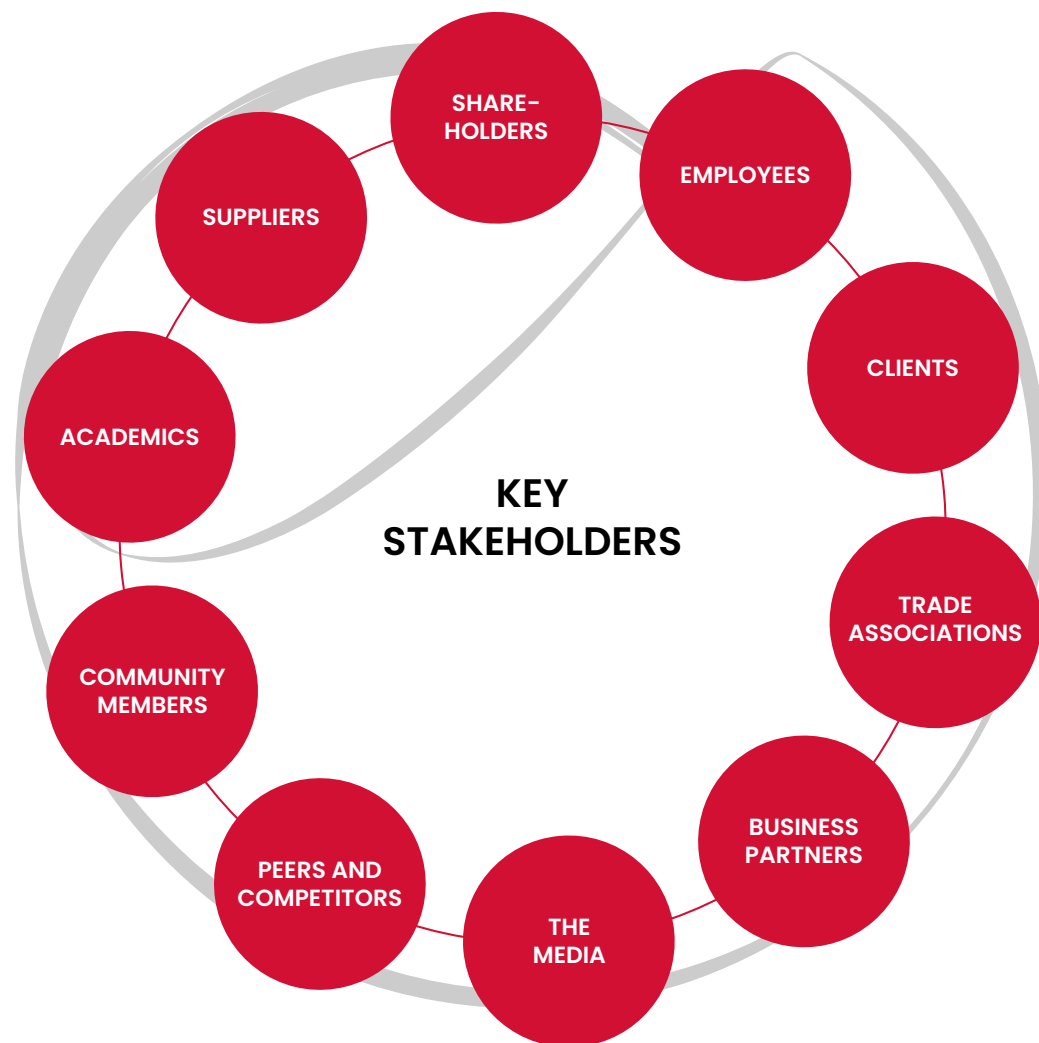 SHARE-
HOLDERS
EMPLOYEES
CLIENTS
TRADE
ASSOCIATIONS
BUSINESS
PARTNERS
THE
MEDIA
PEERS AND
COMPETITORS
COMMUNITY
MEMBERS
ACADEMICS
SUPPLIERS
KEY
STAKEHOLDERS